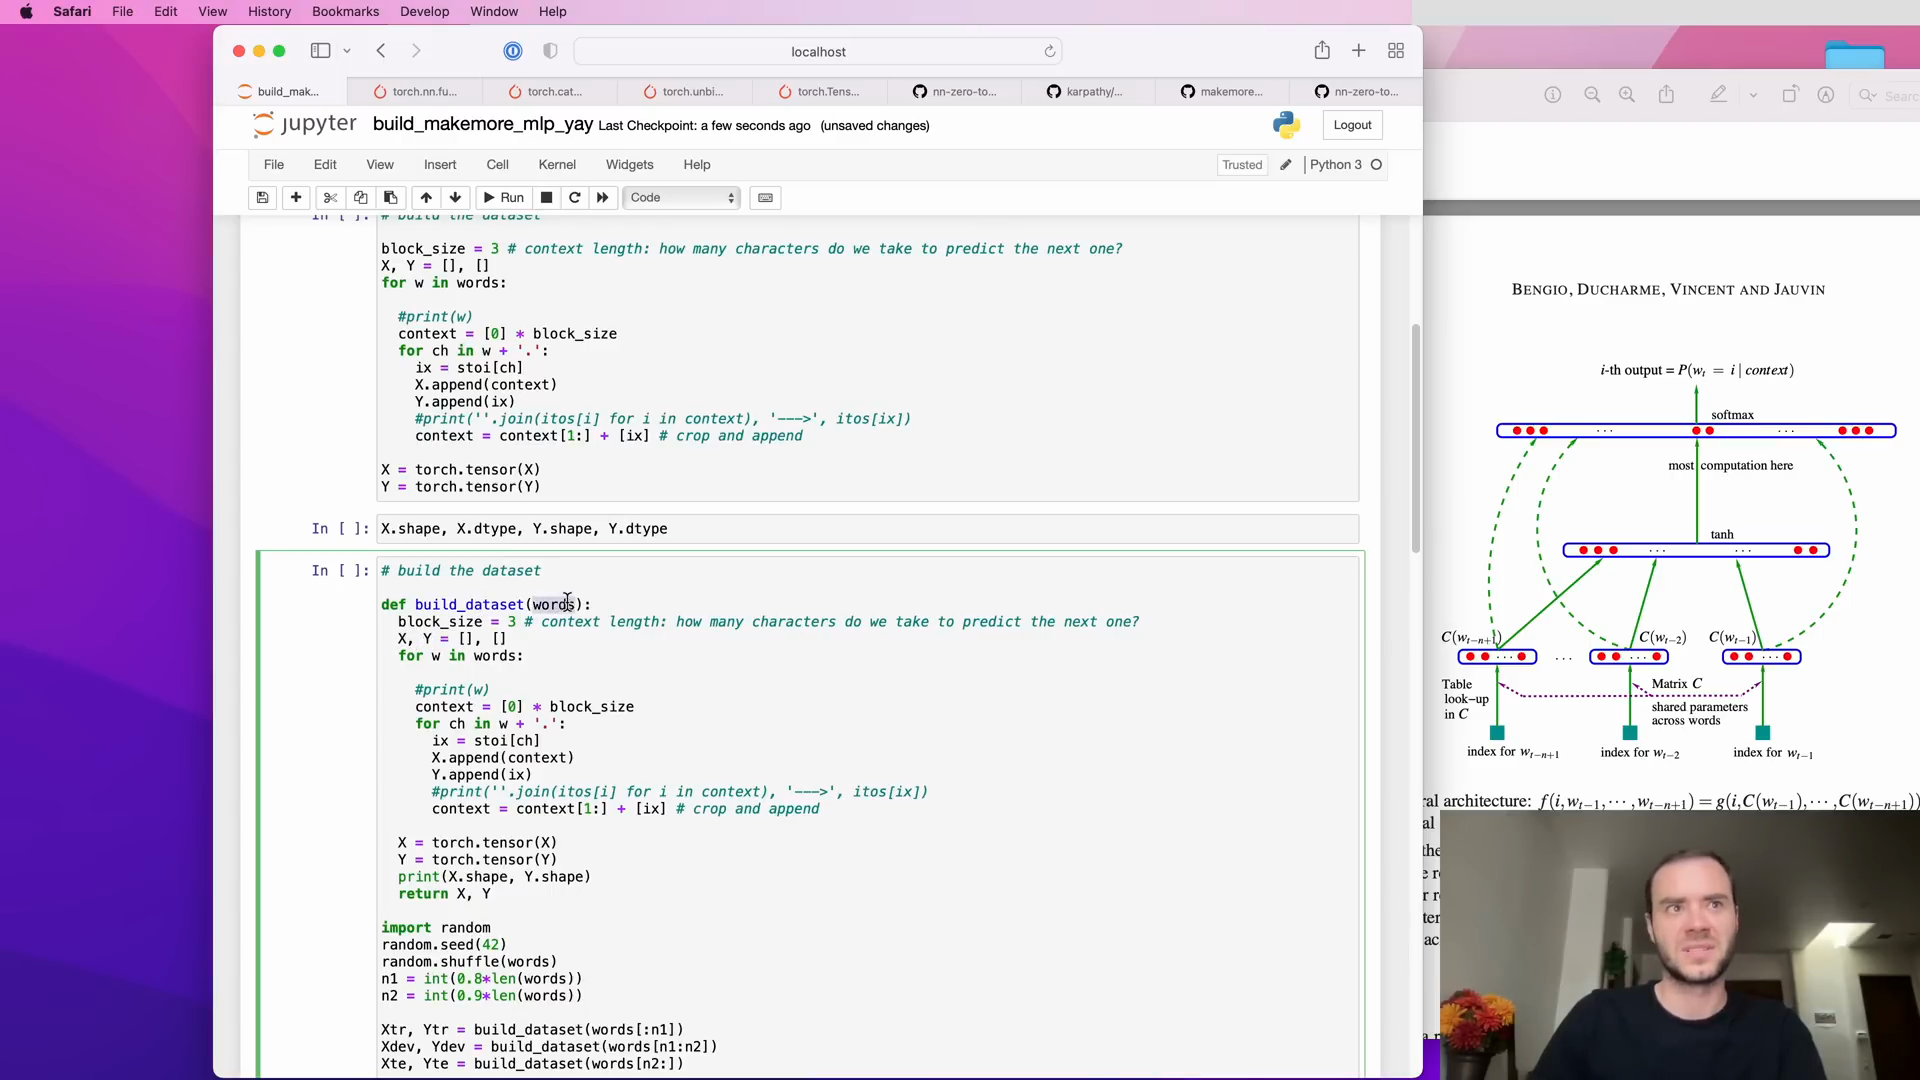 Safari File Edit View History Bookmarks Develop Window Help
localhost
build_mak...
torch.nn.fu...
torch.cat...
torch.unbi...
torch.Tens...
nn-zero-to...
karpathy/...
makemore...
nn-zero-to...
Search
jupyter build_makemore_mlp_yay Last Checkpoint: a few seconds ago (unsaved changes)
Logout
File Edit View Insert Cell Kernel Widgets Help
Trusted
Python 3
Run
Code
In [ ]: # build the dataset
block_size = 3 # context length: how many characters do we take to predict the next one?
X, Y = [], []
for w in words:
#print(w)
context = [0] * block_size
for ch in w + '.':
ix = stoi[ch]
X.append(context)
Y.append(ix)
#print(''.join(itos[i] for i in context), '--->', itos[ix])
context = context[1:] + [ix] # crop and append
X = torch.tensor(X)
Y = torch.tensor(Y)
In [ ]: X.shape, X.dtype, Y.shape, Y.dtype
In [ ]: # build the dataset
def build_dataset(words):
block_size = 3 # context length: how many characters do we take to predict the next one?
X, Y = [], []
for w in words:
#print(w)
context = [0] * block_size
for ch in w + '.':
ix = stoi[ch]
X.append(context)
Y.append(ix)
#print(''.join(itos[i] for i in context), '--->', itos[ix])
context = context[1:] + [ix] # crop and append
X = torch.tensor(X)
Y = torch.tensor(Y)
print(X.shape, Y.shape)
return X, Y
import random
random.seed(42)
random.shuffle(words)
n1 = int(0.8*len(words))
n2 = int(0.9*len(words))
Xtr, Ytr = build_dataset(words[:n1])
Xdev, Ydev = build_dataset(words[n1:n2])
Xte, Yte = build_dataset(words[n2:])
BENGIO, DUCHARME, VINCENT AND JAUVIN
i-th output = P(w_t = i | context)
softmax
. . .
. . .
most computation here
tanh
. . .
. . .
C(w_{t−n+1})
C(w_{t−2})
C(w_{t−1})
. . .
Table
look−up
in C
Matrix C
shared parameters
across words
index for w_{t−n+1}
index for w_{t−2}
index for w_{t−1}
ral architecture: f(i, w_{t−1}, ⋯ , w_{t−n+1}) = g(i, C(w_{t−1}), ⋯ , C(w_{t−n+1}))
al
the